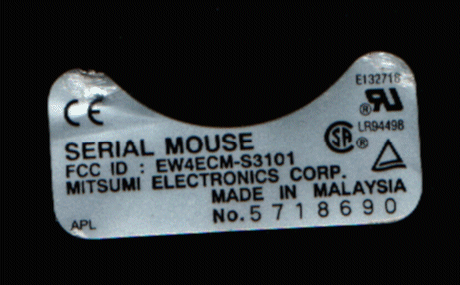 E132718
CE
LR94498
SERIAL MOUSE
FCC ID : EW4ECM-S3101
MITSUMI ELECTRONICS CORP.
MADE IN MALAYSIA
No. 5718690
APL